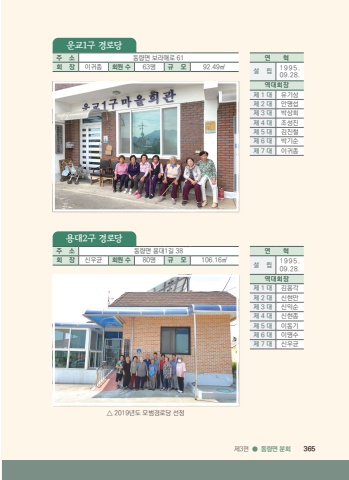 운교1구 경로당
주 소 동량면 보라매로 61
회 장 이귀종 회원수 63명 규 모 92.49㎡
운교1구마을회관
연 혁
설 립 1995. 09.28.
역대회장
제 1 대 유기상
제 2 대 안영섭
제 3 대 박상희
제 4 대 조성진
제 5 대 김진철
제 6 대 박기순
제 7 대 이귀종
용대2구 경로당
주 소 동량면 용대1길 36
회 장 신우균 회원수 80명 규 모 106.16㎡
연 혁
설 립 1995. 09.28.
역대회장
제 1 대 김용각
제 2 대 신현만
제 3 대 신익순
제 4 대 신현종
제 5 대 이동기
제 6 대 이명수
제 7 대 신우균
△ 2019년도 모범경로당 선정
제3편 ● 동량면 문화 365